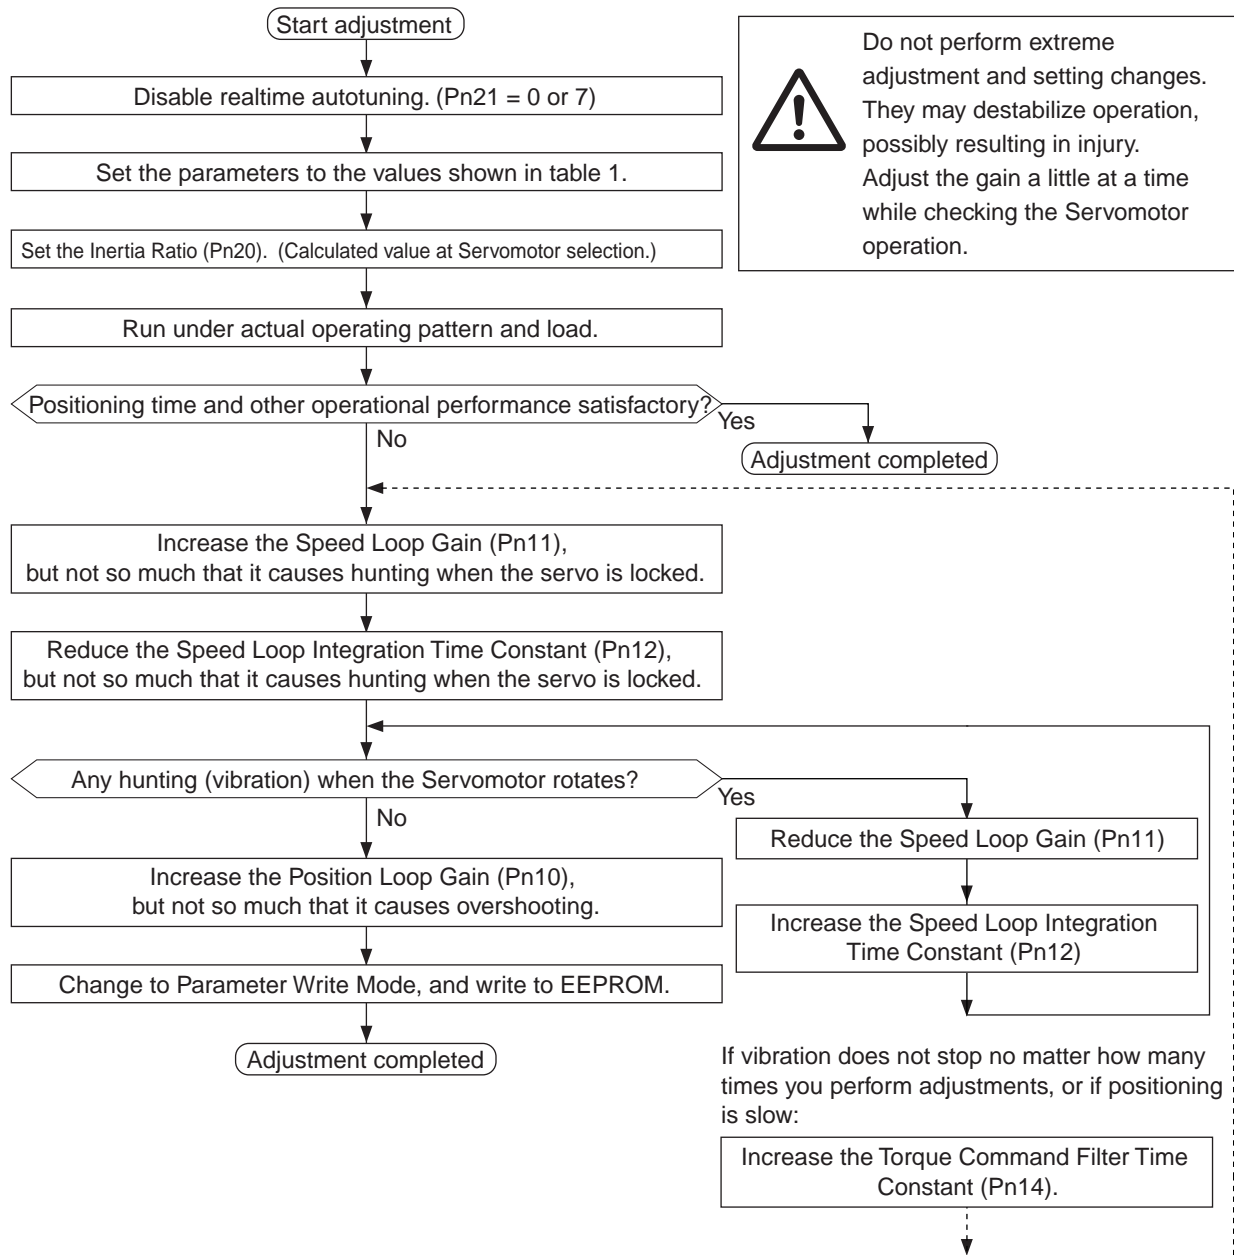 Start adjustment
Disable realtime autotuning. (Pn21 = 0 or 7)
Set the parameters to the values shown in table 1.
Set the Inertia Ratio (Pn20). (Calculated value at Servomotor selection.)
Run under actual operating pattern and load.
Do not perform extreme
adjustment and setting changes.
They may destabilize operation,
possibly resulting in injury.
Adjust the gain a little at a time
while checking the Servomotor
operation.
Positioning time and other operational performance satisfactory?
Yes
No
Adjustment completed
Increase the Speed Loop Gain (Pn11),
but not so much that it causes hunting when the servo is locked.
Reduce the Speed Loop Integration Time Constant (Pn12),
but not so much that it causes hunting when the servo is locked.
Any hunting (vibration) when the Servomotor rotates?
Yes
No
Reduce the Speed Loop Gain (Pn11)
Increase the Speed Loop Integration
Time Constant (Pn12)
Increase the Position Loop Gain (Pn10),
but not so much that it causes overshooting.
Change to Parameter Write Mode, and write to EEPROM.
Adjustment completed
If vibration does not stop no matter how many
times you perform adjustments, or if positioning
is slow:
Increase the Torque Command Filter Time
Constant (Pn14).